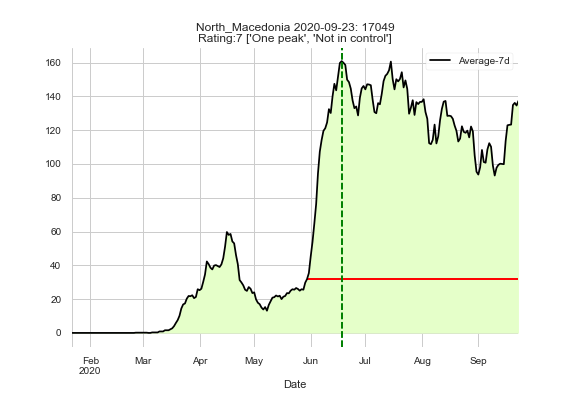 North_Macedonia 2020-09-23: 17049
Rating:7 ['One peak', 'Not in control']
Average-7d
160
140
120
100
80
60
40
20
0
Feb Mar Apr May Jun Jul Aug Sep
2020
Date